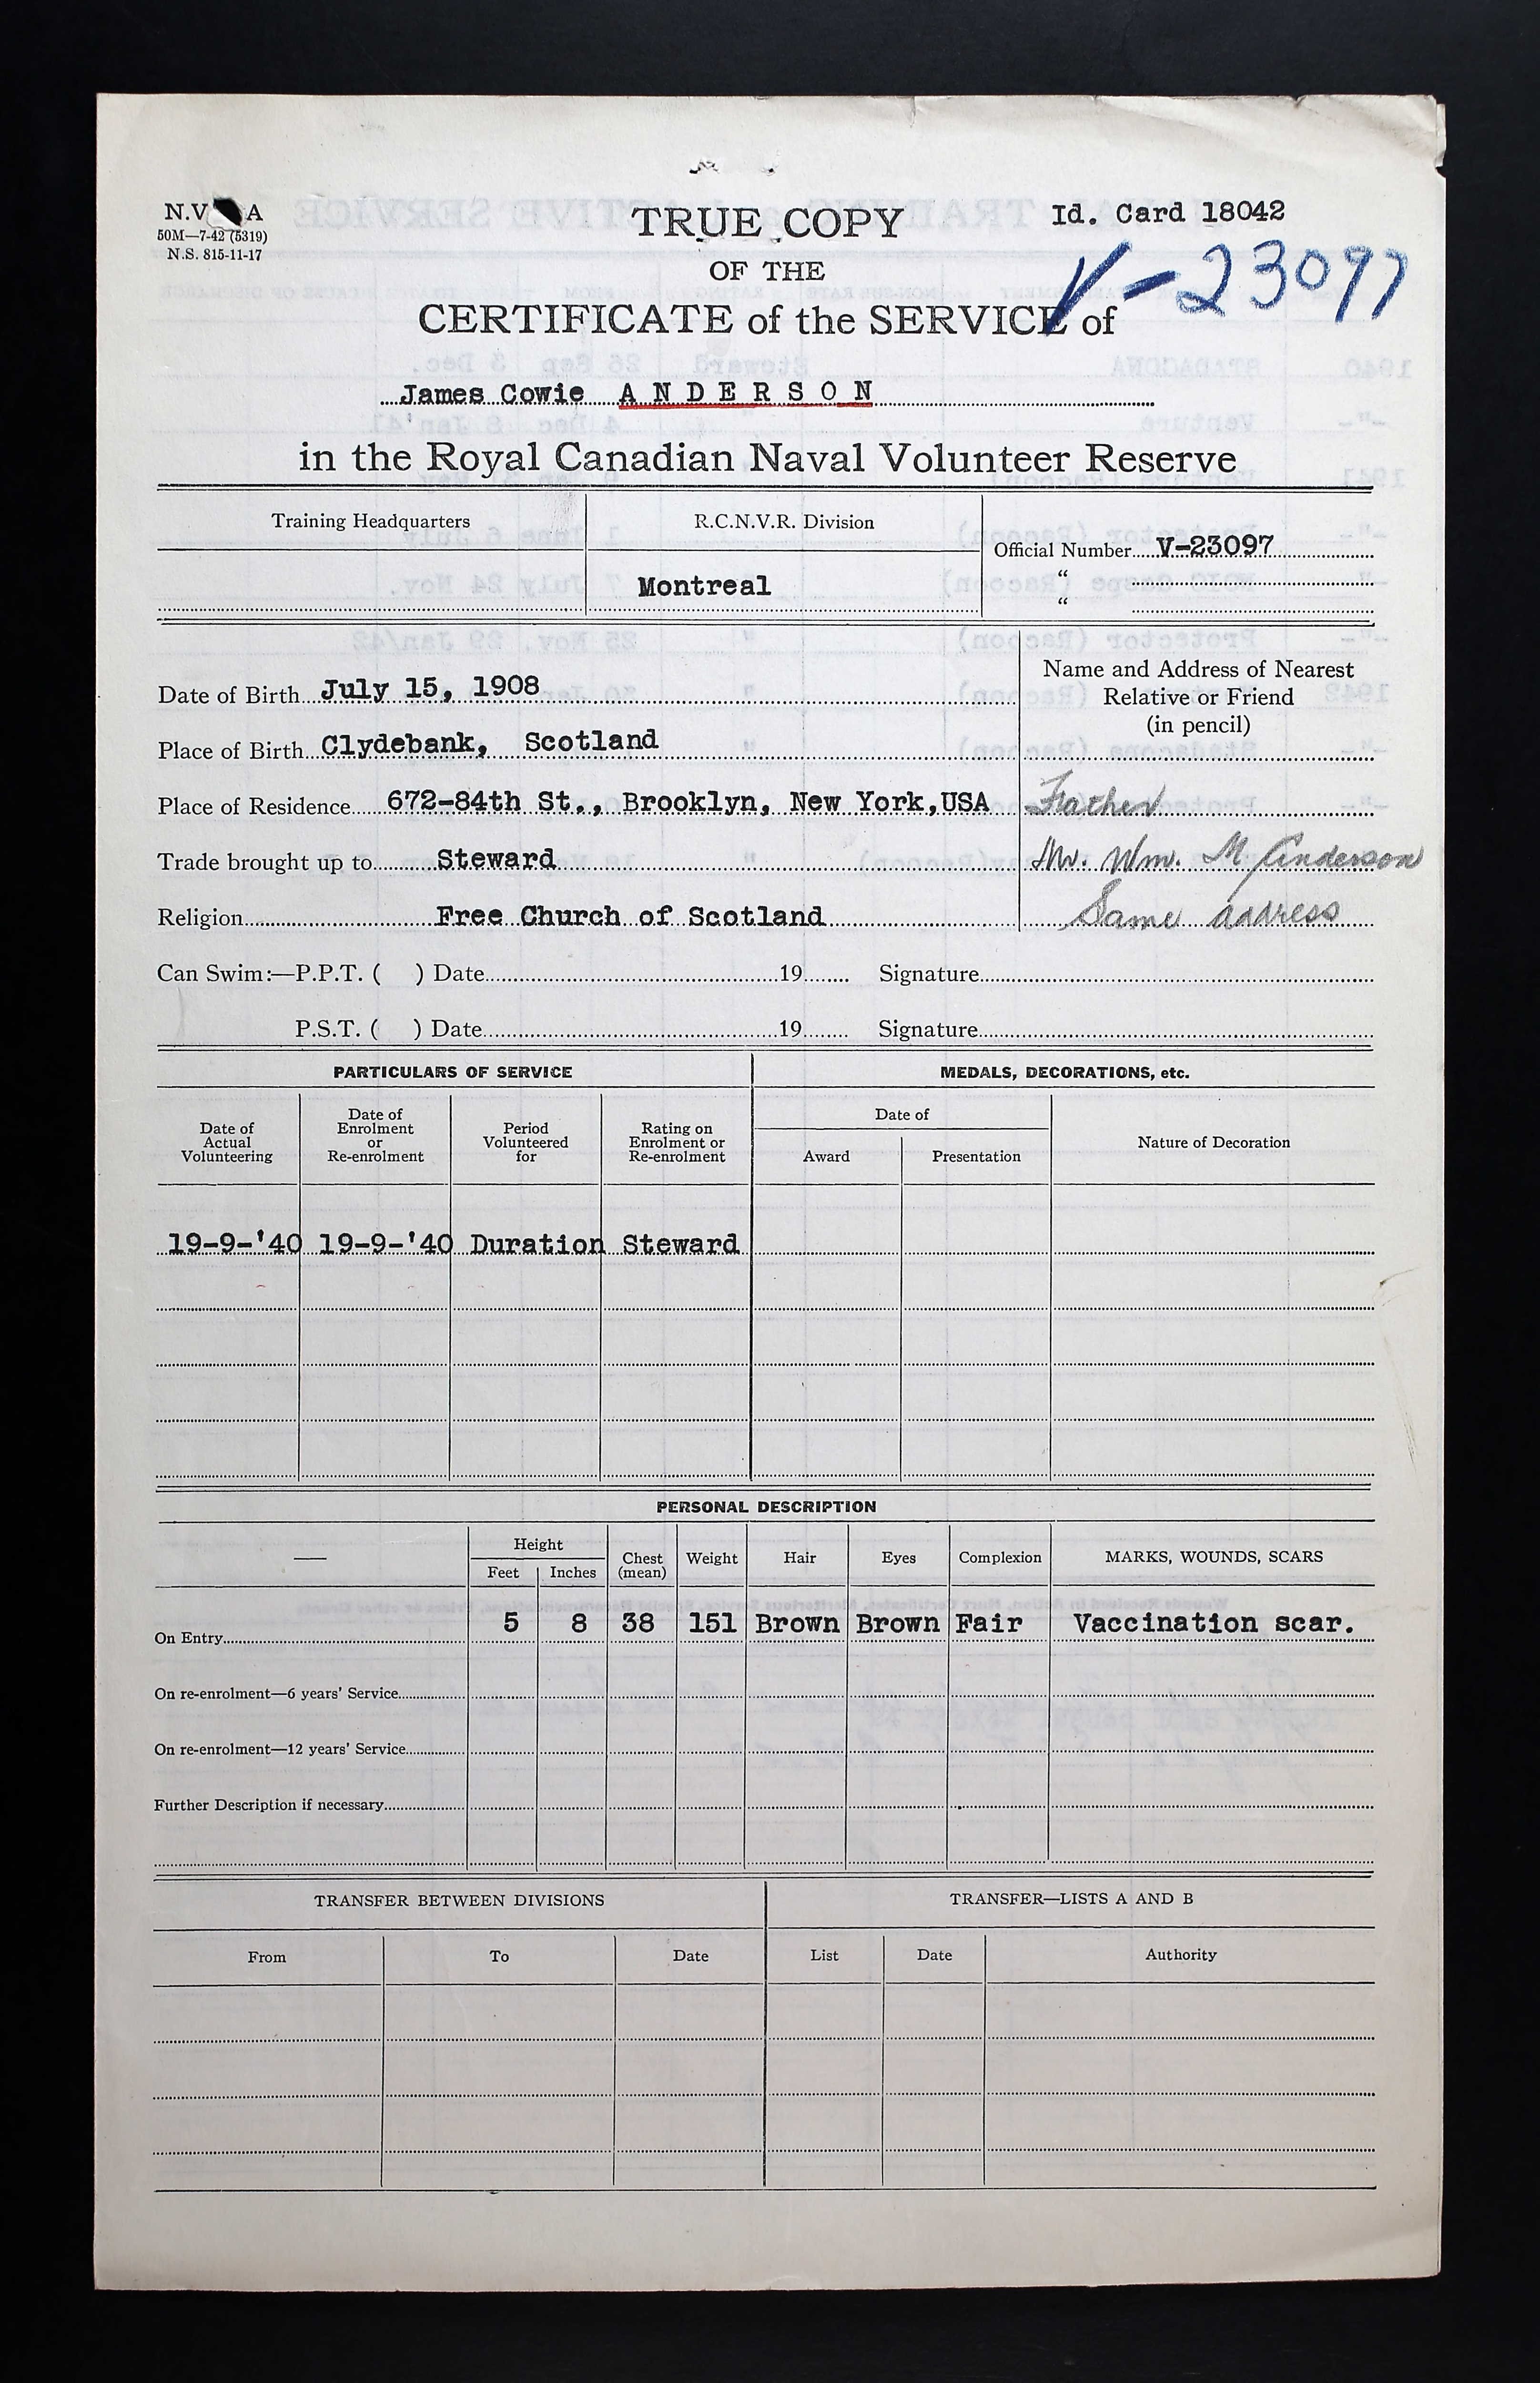 N.V A
50M—7-42 (5319)
N.S. 815-11-17
Id. Card 18042
V-23097
TRUE COPY
OF THE
CERTIFICATE of the SERVICE of
James Cowie ANDERSON
in the Royal Canadian Naval Volunteer Reserve
Training Headquarters
R.C.N.V.R. Division
Montreal
Official Number V-23097
"
"
Date of Birth July 15, 1908
Place of Birth Clydebank, Scotland
Place of Residence 672-84th St., Brooklyn, New York, USA
Trade brought up to Steward
Religion Free Church of Scotland
Name and Address of Nearest
Relative or Friend
(in pencil)
Father
Mr. Wm. M Anderson
Same address
Can Swim:—P.P.T. ( ) Date 19 Signature
P.S.T. ( ) Date 19 Signature
PARTICULARS OF SERVICE
MEDALS, DECORATIONS, etc.
Date of Actual Volunteering
Date of Enrolment or Re-enrolment
Period Volunteered for
Rating on Enrolment or Re-enrolment
Date of
Award
Presentation
Nature of Decoration
19-9-'40 19-9-'40 Duration Steward
PERSONAL DESCRIPTION
Height
Feet Inches
Chest (mean)
Weight
Hair
Eyes
Complexion
MARKS, WOUNDS, SCARS
On Entry 5 8 38 151 Brown Brown Fair Vaccination scar.
On re-enrolment—6 years' Service
On re-enrolment—12 years' Service
Further Description if necessary
TRANSFER BETWEEN DIVISIONS
TRANSFER—LISTS A AND B
From To Date List Date Authority